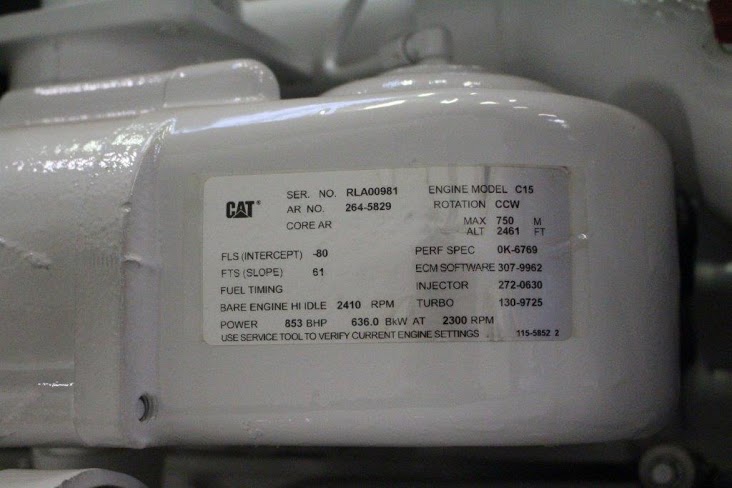 CAT®
SER. NO. RLA00981 ENGINE MODEL C15
AR NO. 264-5829 ROTATION CCW
CORE AR MAX 750 M
ALT 2461 FT
FLS (INTERCEPT) -80 PERF SPEC 0K-6769
FTS (SLOPE) 61 ECM SOFTWARE 307-9962
FUEL TIMING INJECTOR 272-0630
BARE ENGINE HI IDLE 2410 RPM TURBO 130-9725
POWER 853 BHP 636.0 BkW AT 2300 RPM
USE SERVICE TOOL TO VERIFY CURRENT ENGINE SETTINGS 115-5852 2